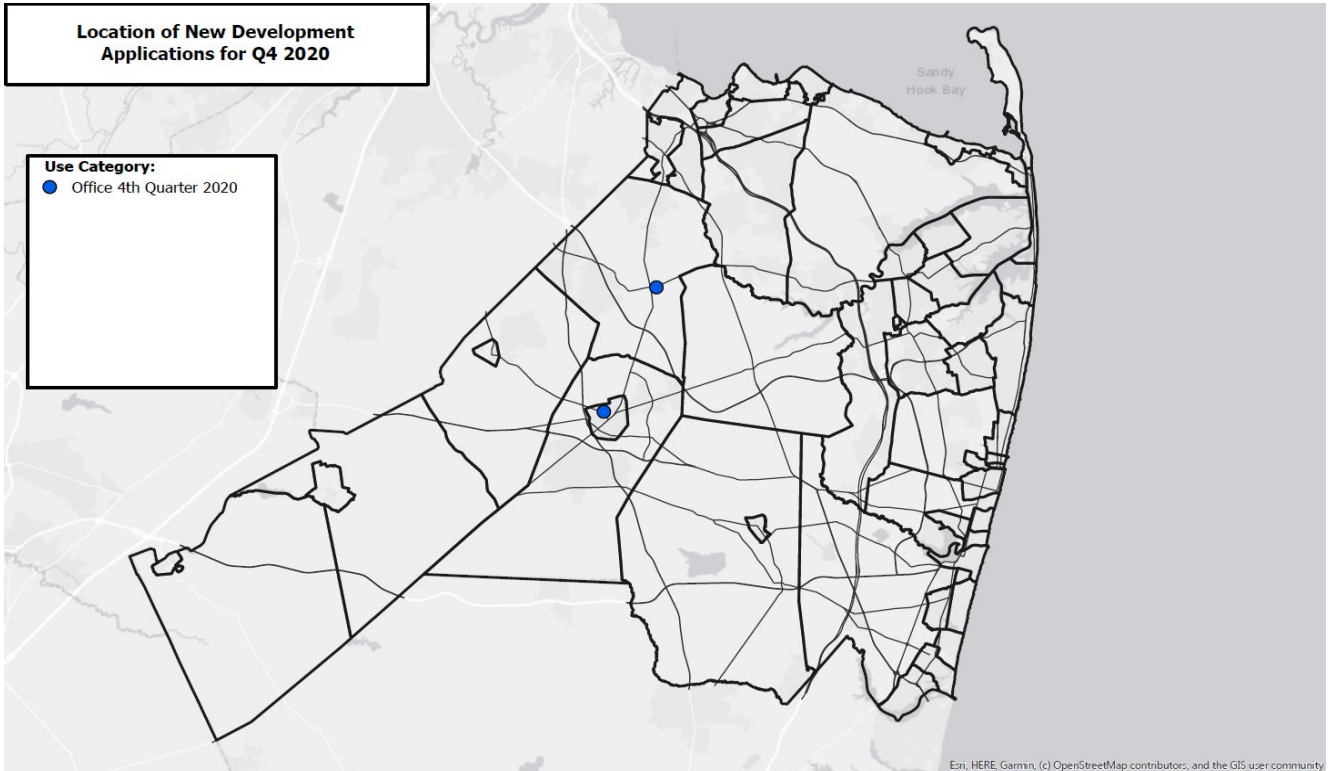 Location of New Development
Applications for Q4 2020
Sandy
Hook Bay
Use Category:
Office 4th Quarter 2020
Esri, HERE, Garmin, (c) OpenStreetMap contributors, and the GIS user community